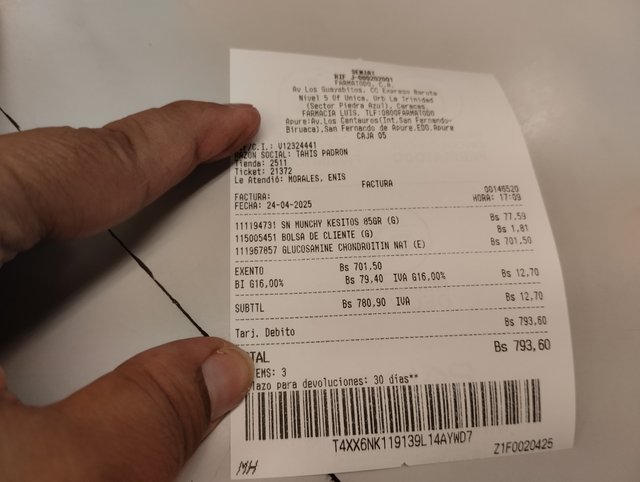 SENIAT
RIF J-000202001
FARMATODO, C.A.
Av Los Guayabitos, CC Expreso Baruta
Nivel 5 Of Unica, Urb La Trinidad
(Sector Piedra Azul), Caracas.
FARMACIA LUIS, TLF:0800FARMATODO
Apure:Av.Los Centauros(Int.San Fernando-
Biruaca),San Fernando de Apure.EDO.Apure
CAJA 05
/C.I.: V12324441
RAZON SOCIAL: TAHIS PADRON
Tienda: 2511
Ticket: 21372
Le Atendió: MORALES, ENIS
FACTURA
FACTURA: 00146520
FECHA: 24-04-2025 HORA: 17:09
111194731 SN MUNCHY KESITOS 85GR (G) Bs 77,59
115005451 BOLSA DE CLIENTE (G) Bs 1,81
111967857 GLUCOSAMINE CHONDROITIN NAT (E) Bs 701,50
EXENTO Bs 701,50
BI G16,00% Bs 79,40 IVA G16,00% Bs 12,70
SUBTTL Bs 780,90 IVA Bs 12,70
Tarj. Debito Bs 793,60
TAL Bs 793,60
EMS: 3
lazo para devoluciones: 30 días**
T4XX6NK119139L14AYWD7
MH Z1F0020425